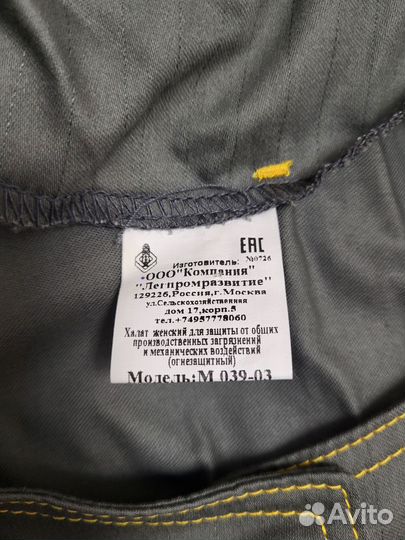 EAC
Изготовитель: №0726
ООО"Компания"
"Легпромразвитие"
129226,Россия,г.Москва
ул.Сельскохозяйственная
дом 17,корп.5
тел.+74957778060
Халат женский для защиты от общих
производственных загрязнений
и механических воздействий
(огнезащитный)
Модель:М 039-03
Avito